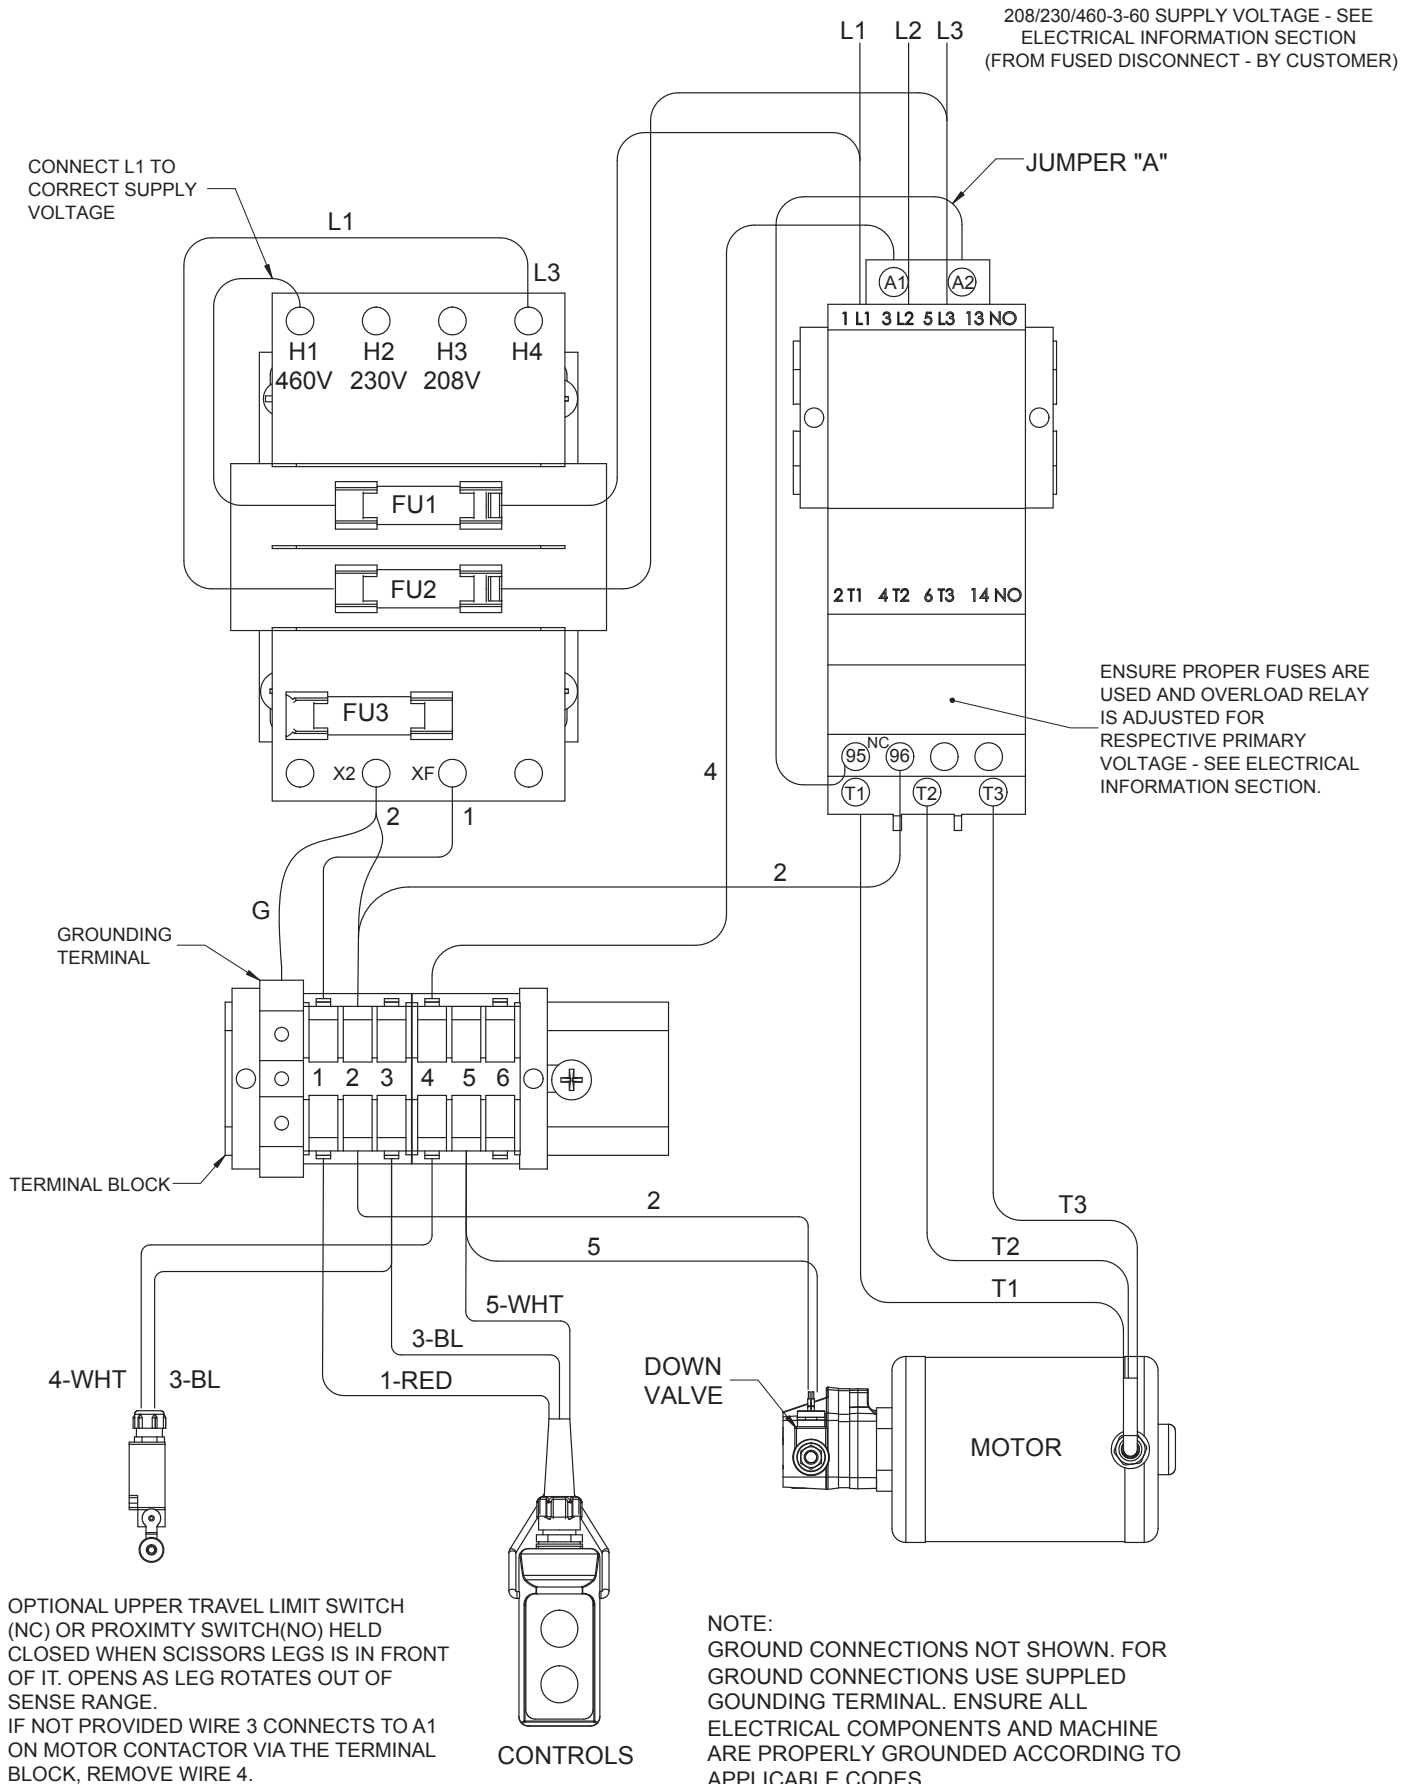 208/230/460-3-60 SUPPLY VOLTAGE - SEE
ELECTRICAL INFORMATION SECTION
(FROM FUSED DISCONNECT - BY CUSTOMER)
L1 L2 L3
JUMPER "A"
CONNECT L1 TO
CORRECT SUPPLY
VOLTAGE
L1
L3
A1 A2
1 L1 3 L2 5 L3 13 NO
H1 H2 H3 H4
460V 230V 208V
FU1
FU2
2 T1 4 T2 6 T3 14 NO
ENSURE PROPER FUSES ARE
USED AND OVERLOAD RELAY
IS ADJUSTED FOR
RESPECTIVE PRIMARY
VOLTAGE - SEE ELECTRICAL
INFORMATION SECTION.
FU3
X2 XF
4
95 NC 96
T1 T2 T3
2 1
2
G
GROUNDING
TERMINAL
1 2 3 4 5 6
TERMINAL BLOCK
2
5
T3
T2
T1
5-WHT
3-BL
1-RED
4-WHT 3-BL
DOWN
VALVE
MOTOR
OPTIONAL UPPER TRAVEL LIMIT SWITCH
(NC) OR PROXIMTY SWITCH(NO) HELD
CLOSED WHEN SCISSORS LEGS IS IN FRONT
OF IT. OPENS AS LEG ROTATES OUT OF
SENSE RANGE.
IF NOT PROVIDED WIRE 3 CONNECTS TO A1
ON MOTOR CONTACTOR VIA THE TERMINAL
BLOCK, REMOVE WIRE 4.
CONTROLS
NOTE:
GROUND CONNECTIONS NOT SHOWN. FOR
GROUND CONNECTIONS USE SUPPLED
GOUNDING TERMINAL. ENSURE ALL
ELECTRICAL COMPONENTS AND MACHINE
ARE PROPERLY GROUNDED ACCORDING TO
APPLICABLE CODES